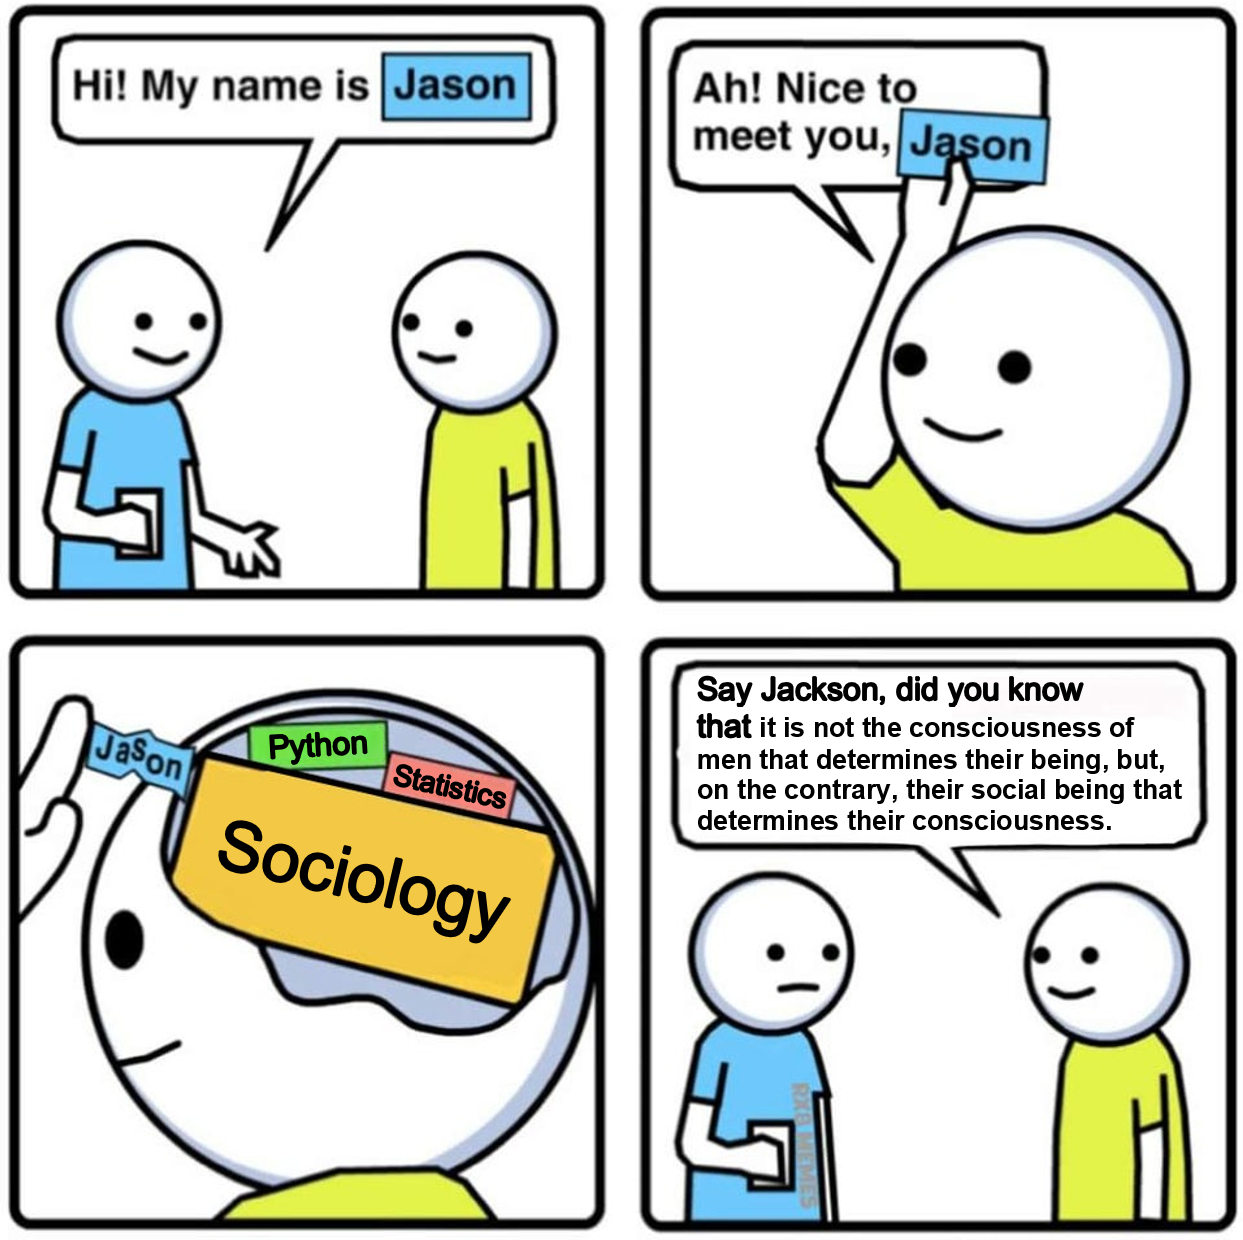 Hi! My name is Jason
Ah! Nice to
meet you, Jason
Jason
Python
Statistics
Sociology
Say Jackson, did you know
that it is not the consciousness of
men that determines their being, but,
on the contrary, their social being that
determines their consciousness.
RXB MEMES